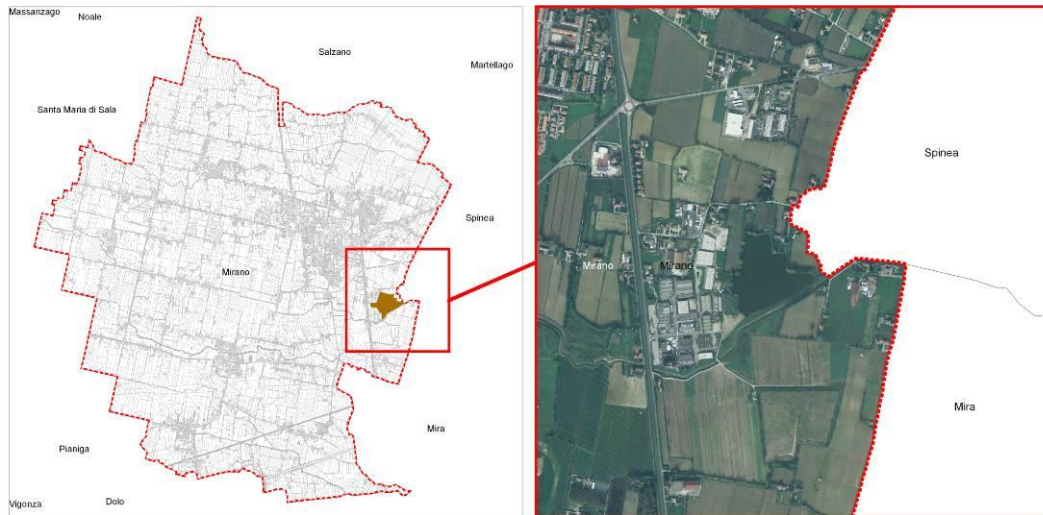 Massanzago
Noale
Salzano
Martellago
Santa Maria di Sala
Spinea
Mirano
Mira
Pianiga
Dolo
Vigonza
Spinea
Mirano
Mirano
Mira